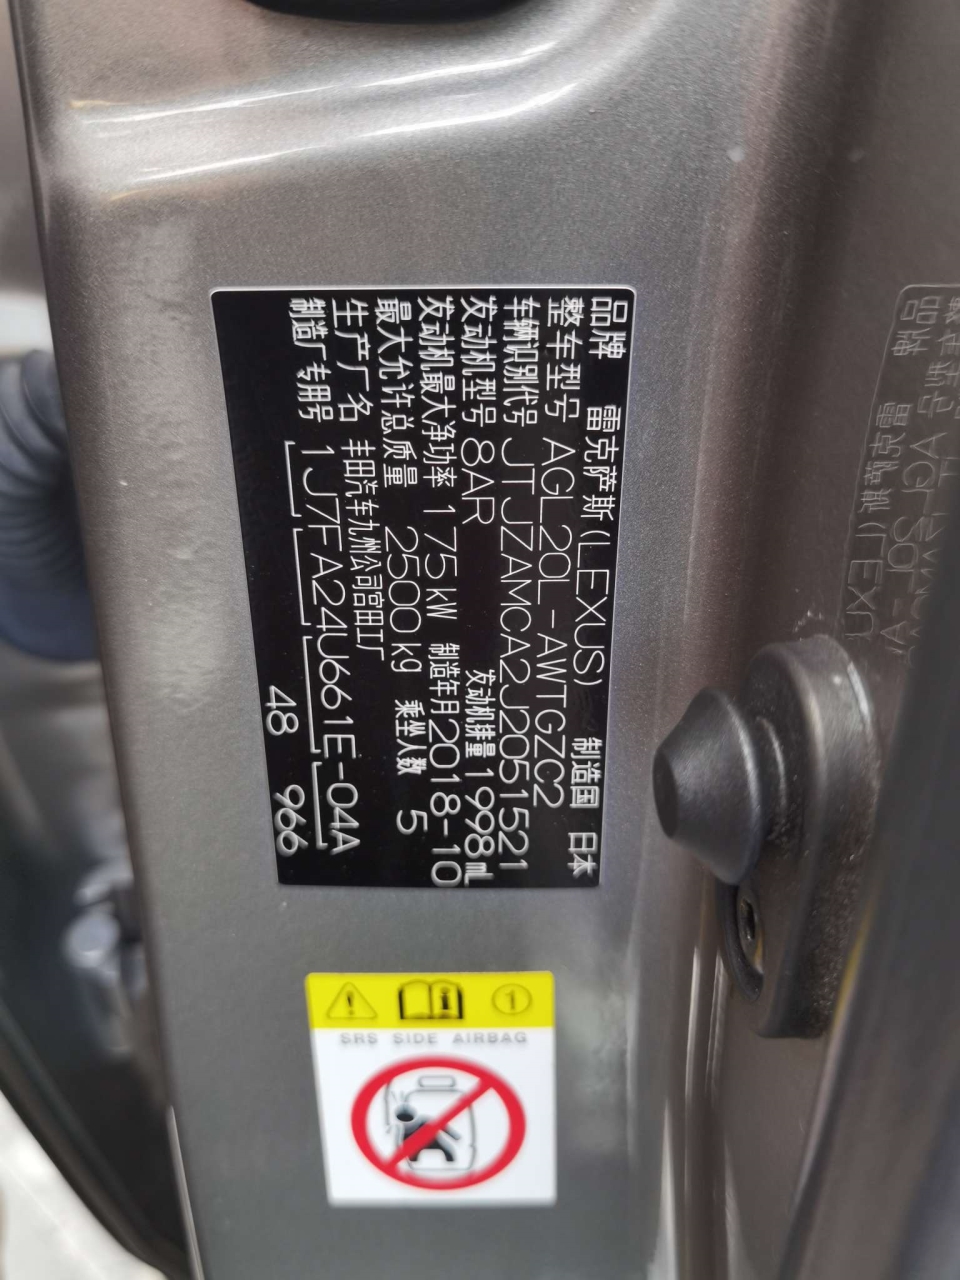 品牌 雷克萨斯(LEXUS) 制造国 日本
整车型号 AGL20L-AWTGZC2
车辆识别代号 JTJZAMCA2J2051521
发动机型号 8AR 发动机排量 1998mL
发动机最大净功率 175kW 制造年月 2018-10
最大允许总质量 2500kg 乘坐人数 5
生产厂名 丰田汽车九州公司宫田工厂
制造厂专用号 1J7FA24U661E-04A
48 966
SRS SIDE AIRBAG